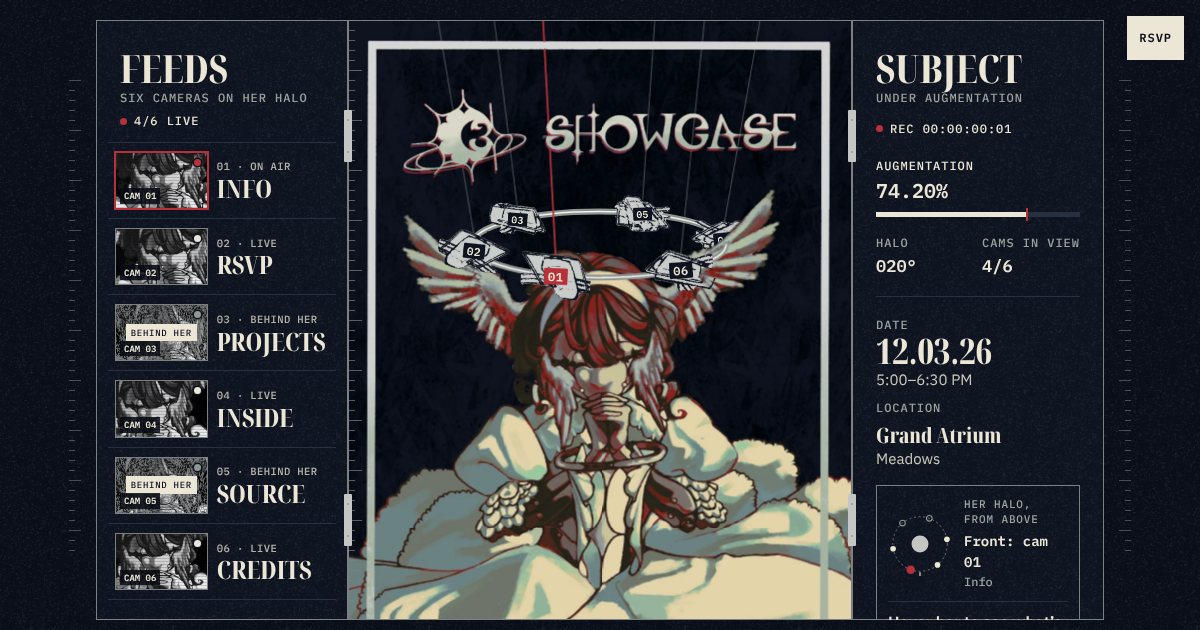 RSVP
FEEDS
SIX CAMERAS ON HER HALO
4/6 LIVE
CAM 01
01 · ON AIR
INFO
CAM 02
02 · LIVE
RSVP
BEHIND HER
CAM 03
03 · BEHIND HER
PROJECTS
CAM 04
04 · LIVE
INSIDE
BEHIND HER
CAM 05
05 · BEHIND HER
SOURCE
CAM 06
06 · LIVE
CREDITS
3 SHOWCASE
03
05
02
01
06
SUBJECT
UNDER AUGMENTATION
REC 00:00:00:01
AUGMENTATION
74.20%
HALO
CAMS IN VIEW
020°
4/6
DATE
12.03.26
5:00–6:30 PM
LOCATION
Grand Atrium
Meadows
HER HALO,
FROM ABOVE
Front: cam
01
Info